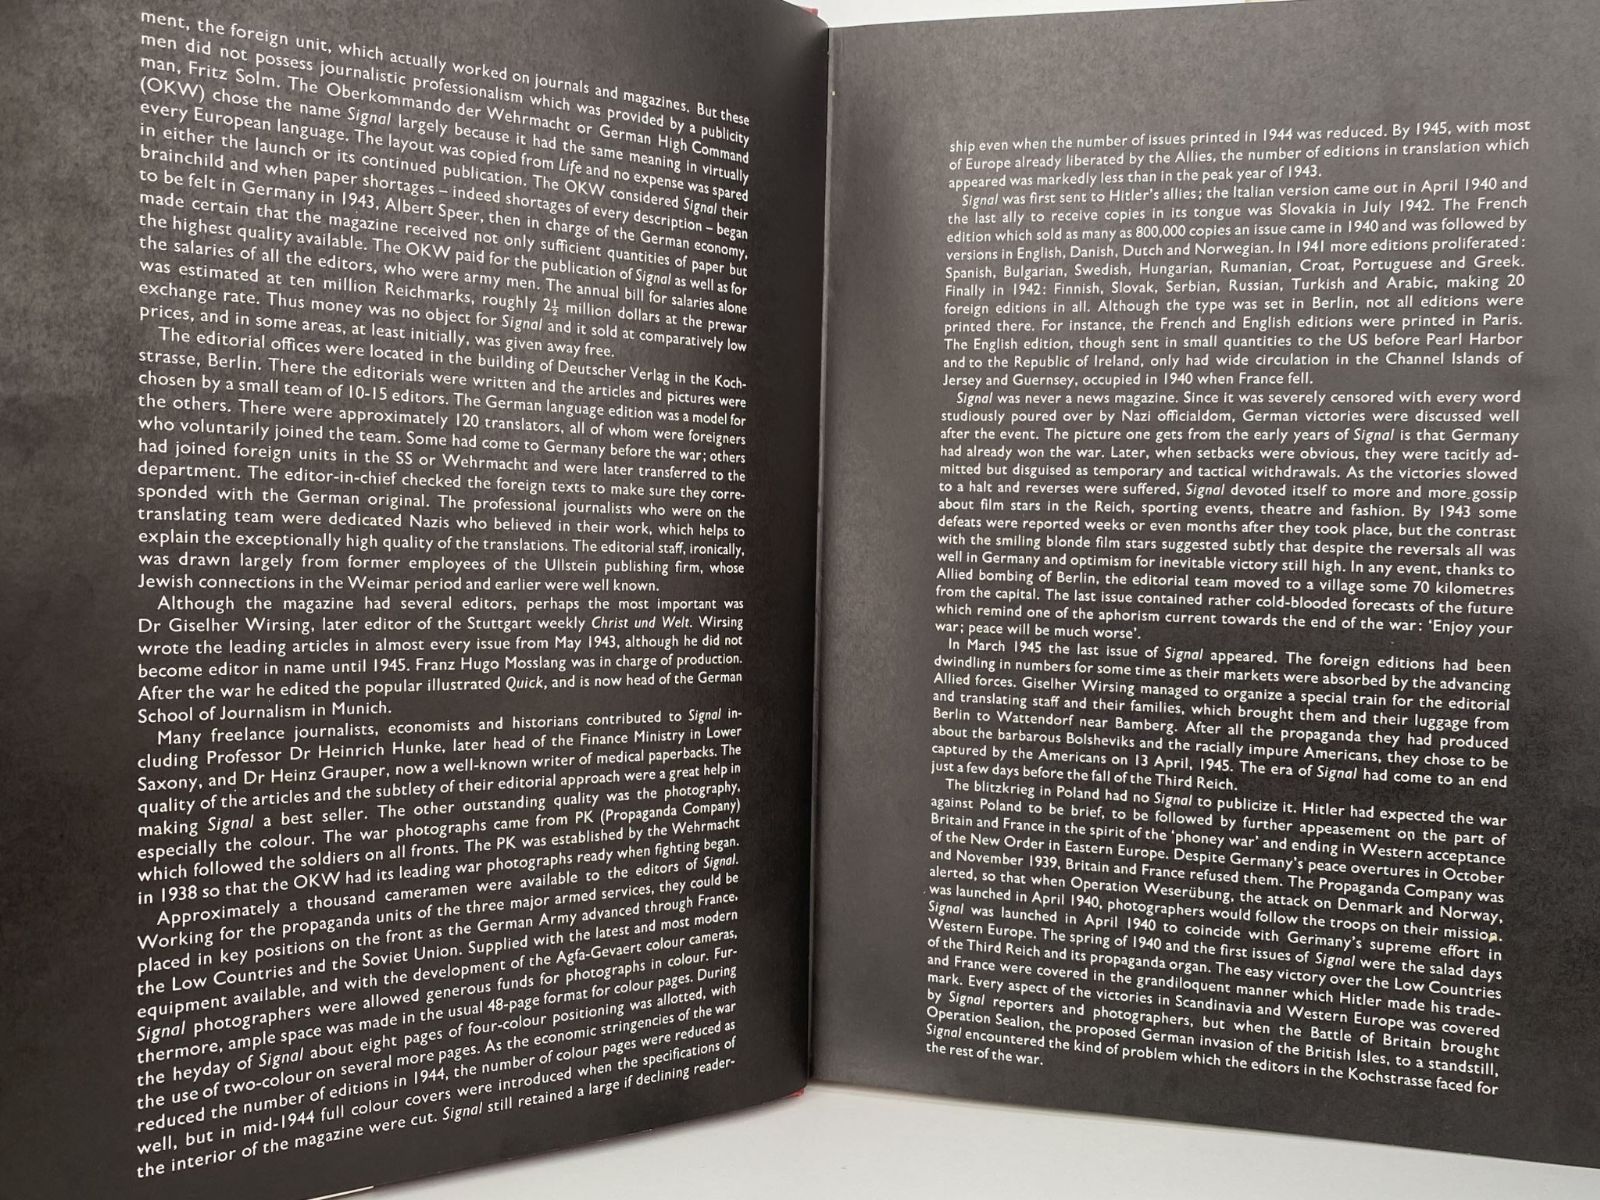 ment, the foreign unit, which actually worked on journals and magazines. But these
men did not possess journalistic professionalism which was provided by a publicity
man, Fritz Solm. The Oberkommando der Wehrmacht or German High Command
(OKW) chose the name Signal largely because it had the same meaning in virtually
every European language. The layout was copied from Life and no expense was spared
in either the launch or its continued publication. The OKW considered Signal their
brainchild and when paper shortages – indeed shortages of every description – began
to be felt in Germany in 1943, Albert Speer, then in charge of the German economy,
made certain that the magazine received not only sufficient quantities of paper but
the highest quality available. The OKW paid for the publication of Signal as well as for
the salaries of all the editors, who were army men. The annual bill for salaries alone
was estimated at ten million Reichmarks, roughly 2½ million dollars at the prewar
exchange rate. Thus money was no object for Signal and it sold at comparatively low
prices, and in some areas, at least initially, was given away free.
The editorial offices were located in the building of Deutscher Verlag in the Koch-
strasse, Berlin. There the editorials were written and the articles and pictures were
chosen by a small team of 10-15 editors. The German language edition was a model for
the others. There were approximately 120 translators, all of whom were foreigners
who voluntarily joined the team. Some had come to Germany before the war; others
had joined foreign units in the SS or Wehrmacht and were later transferred to the
department. The editor-in-chief checked the foreign texts to make sure they corre-
sponded with the German original. The professional journalists who were on the
translating team were dedicated Nazis who believed in their work, which helps to
explain the exceptionally high quality of the translations. The editorial staff, ironically,
was drawn largely from former employees of the Ullstein publishing firm, whose
Jewish connections in the Weimar period and earlier were well known.
Although the magazine had several editors, perhaps the most important was
Dr Giselher Wirsing, later editor of the Stuttgart weekly Christ und Welt. Wirsing
wrote the leading articles in almost every issue from May 1943, although he did not
become editor in name until 1945. Franz Hugo Mosslang was in charge of production.
After the war he edited the popular illustrated Quick, and is now head of the German
School of Journalism in Munich.
Many freelance journalists, economists and historians contributed to Signal in-
cluding Professor Dr Heinrich Hunke, later head of the Finance Ministry in Lower
Saxony, and Dr Heinz Grauper, now a well-known writer of medical paperbacks. The
quality of the articles and the subtlety of their editorial approach were a great help in
making Signal a best seller. The other outstanding quality was the photography,
especially the colour. The war photographs came from PK (Propaganda Company)
which followed the soldiers on all fronts. The PK was established by the Wehrmacht
in 1938 so that the OKW had its leading war photographs ready when fighting began.
Approximately a thousand cameramen were available to the editors of Signal.
Working for the propaganda units of the three major armed services, they could be
placed in key positions on the front as the German Army advanced through France,
the Low Countries and the Soviet Union. Supplied with the latest and most modern
equipment available, and with the development of the Agfa-Gevaert colour cameras,
Signal photographers were allowed generous funds for photographs in colour. Fur-
thermore, ample space was made in the usual 48-page format for colour pages. During
the heyday of Signal about eight pages of four-colour positioning was allotted, with
the use of two-colour on several more pages. As the economic stringencies of the war
reduced the number of editions in 1944, the number of colour pages were reduced as
well, but in mid-1944 full colour covers were introduced when the specifications of
the interior of the magazine were cut. Signal still retained a large if declining reader-
ship even when the number of issues printed in 1944 was reduced. By 1945, with most
of Europe already liberated by the Allies, the number of editions in translation which
appeared was markedly less than in the peak year of 1943.
Signal was first sent to Hitler's allies; the Italian version came out in April 1940 and
the last ally to receive copies in its tongue was Slovakia in July 1942. The French
edition which sold as many as 800,000 copies an issue came in 1940 and was followed by
versions in English, Danish, Dutch and Norwegian. In 1941 more editions proliferated:
Spanish, Bulgarian, Swedish, Hungarian, Rumanian, Croat, Portuguese and Greek.
Finally in 1942: Finnish, Slovak, Serbian, Russian, Turkish and Arabic, making 20
foreign editions in all. Although the type was set in Berlin, not all editions were
printed there. For instance, the French and English editions were printed in Paris.
The English edition, though sent in small quantities to the US before Pearl Harbor
and to the Republic of Ireland, only had wide circulation in the Channel Islands of
Jersey and Guernsey, occupied in 1940 when France fell.
Signal was never a news magazine. Since it was severely censored with every word
studiously poured over by Nazi officialdom, German victories were discussed well
after the event. The picture one gets from the early years of Signal is that Germany
had already won the war. Later, when setbacks were obvious, they were tacitly ad-
mitted but disguised as temporary and tactical withdrawals. As the victories slowed
to a halt and reverses were suffered, Signal devoted itself to more and more gossip
about film stars in the Reich, sporting events, theatre and fashion. By 1943 some
defeats were reported weeks or even months after they took place, but the contrast
with the smiling blonde film stars suggested subtly that despite the reversals all was
well in Germany and optimism for inevitable victory still high. In any event, thanks to
Allied bombing of Berlin, the editorial team moved to a village some 70 kilometres
from the capital. The last issue contained rather cold-blooded forecasts of the future
which remind one of the aphorism current towards the end of the war: 'Enjoy your
war; peace will be much worse'.
In March 1945 the last issue of Signal appeared. The foreign editions had been
dwindling in numbers for some time as their markets were absorbed by the advancing
Allied forces. Giselher Wirsing managed to organize a special train for the editorial
and translating staff and their families, which brought them and their luggage from
Berlin to Wattendorf near Bamberg. After all the propaganda they had produced
about the barbarous Bolsheviks and the racially impure Americans, they chose to be
captured by the Americans on 13 April, 1945. The era of Signal had come to an end
just a few days before the fall of the Third Reich.
The blitzkrieg in Poland had no Signal to publicize it. Hitler had expected the war
against Poland to be brief, to be followed by further appeasement on the part of
Britain and France in the spirit of the 'phoney war' and ending in Western acceptance
of the New Order in Eastern Europe. Despite Germany's peace overtures in October
and November 1939, Britain and France refused them. The Propaganda Company was
alerted, so that when Operation Weserübung, the attack on Denmark and Norway,
was launched in April 1940, photographers would follow the troops on their mission.
Signal was launched in April 1940 to coincide with Germany's supreme effort in
Western Europe. The spring of 1940 and the first issues of Signal were the salad days
of the Third Reich and its propaganda organ. The easy victory over the Low Countries
and France were covered in the grandiloquent manner which Hitler made his trade-
mark. Every aspect of the victories in Scandinavia and Western Europe was covered
by Signal reporters and photographers, but when the Battle of Britain brought
Operation Sealion, the proposed German invasion of the British Isles, to a standstill,
Signal encountered the kind of problem which the editors in the Kochstrasse faced for
the rest of the war.